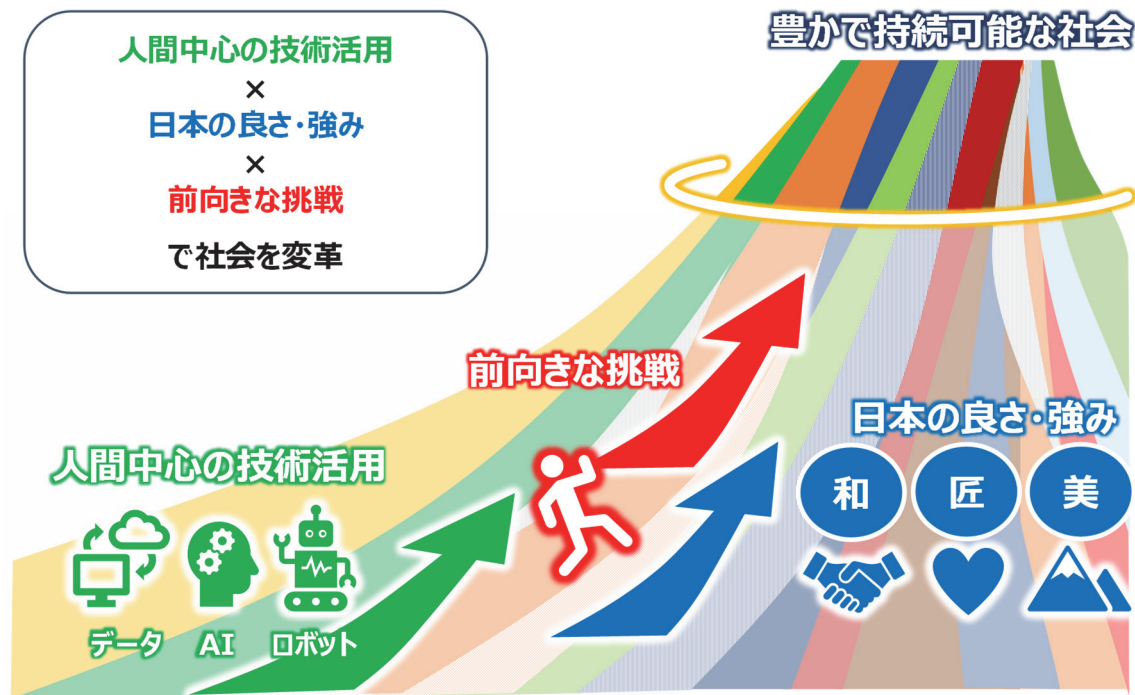 人間中心の技術活用
×
日本の良さ・強み
×
前向きな挑戦
で社会を変革
豊かで持続可能な社会
前向きな挑戦
日本の良さ・強み
和 匠 美
人間中心の技術活用
データ AI ロボット